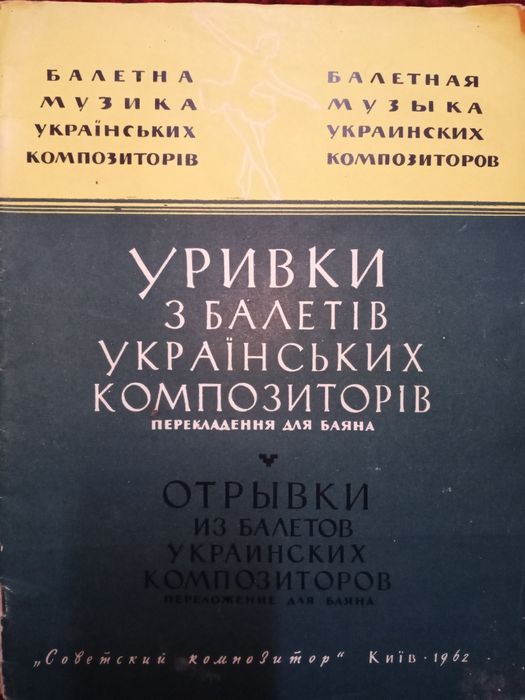 БАЛЕТНА
МУЗИКА
УКРАЇНСЬКИХ
КОМПОЗИТОРІВ
БАЛЕТНАЯ
МУЗЫКА
УКРАИНСКИХ
КОМПОЗИТОРОВ
УРИВКИ
З БАЛЕТІВ
УКРАЇНСЬКИХ
КОМПОЗИТОРІВ
ПЕРЕКЛАДЕННЯ ДЛЯ БАЯНА
ОТРЫВКИ
ИЗ БАЛЕТОВ
УКРАИНСКИХ
КОМПОЗИТОРОВ
ПЕРЕЛОЖЕНИЕ ДЛЯ БАЯНА
„Советский композитор“ Київ·1962